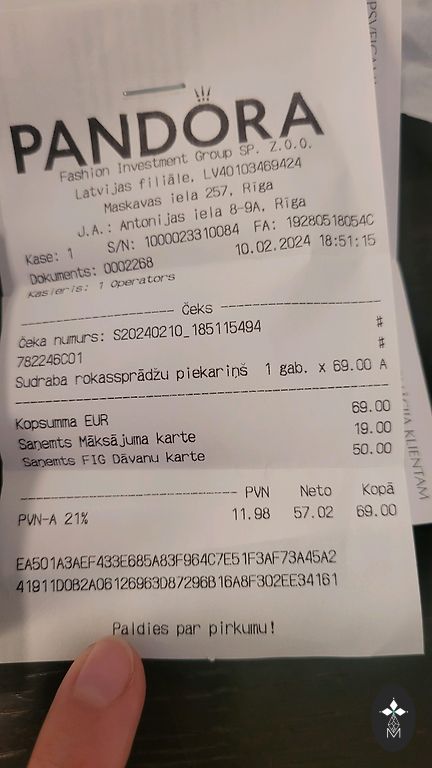 PANDORA
Fashion Investment Group SP. Z.O.O.
Latvijas filiāle, LV40103469424
Maskavas iela 257, Rīga
J.A.: Antonijas iela 8-9A, Rīga
Kase: 1 S/N: 1000023310084 FA: 19280518054C
Dokuments: 0002268 10.02.2024 18:51:15
Kasieris: 1 Operators
Čeks
Čeka numurs: S20240210_185115494 #
782246C01 #
Sudraba rokassprādžu piekariņš 1 gab. x 69.00 A
Kopsumma EUR 69.00
Saņemts Māksājuma karte 19.00
Saņemts FIG Dāvanu karte 50.00
PVN Neto Kopā
PVN-A 21% 11.98 57.02 69.00
EA501A3AEF433E685A83F964C7E51F3AF73A45A2
41911D0B2A06126963D87296B16A8F302EE34161
Paldies par pirkumu!
KLIENTAM
M